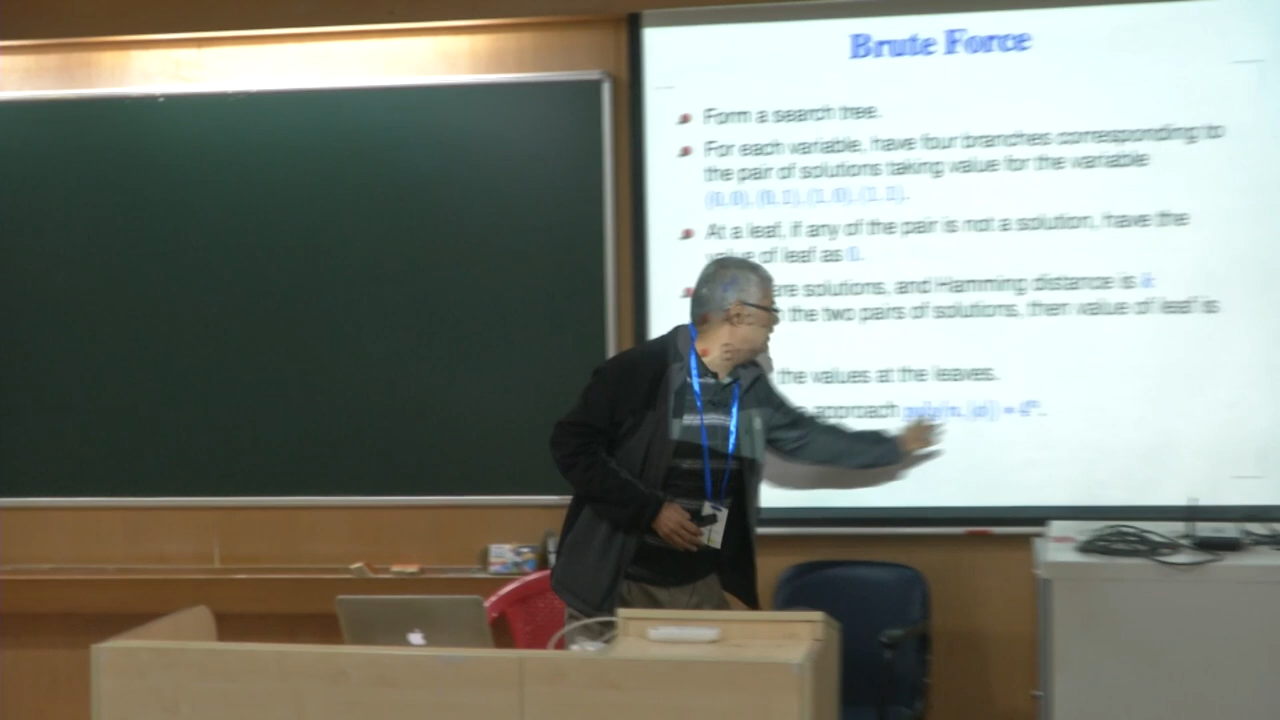 Brute Force
Form a search tree.
For each variable, have four branches corresponding to
the pair of solutions taking value for the variable
(0,0), (0,1), (1,0), (1,1).
At a leaf, if any of the pair is not a solution, have the
value of leaf as 0.
are solutions, and Hamming distance is k
the two pairs of solutions, then value of leaf is
the values at the leaves.
approach